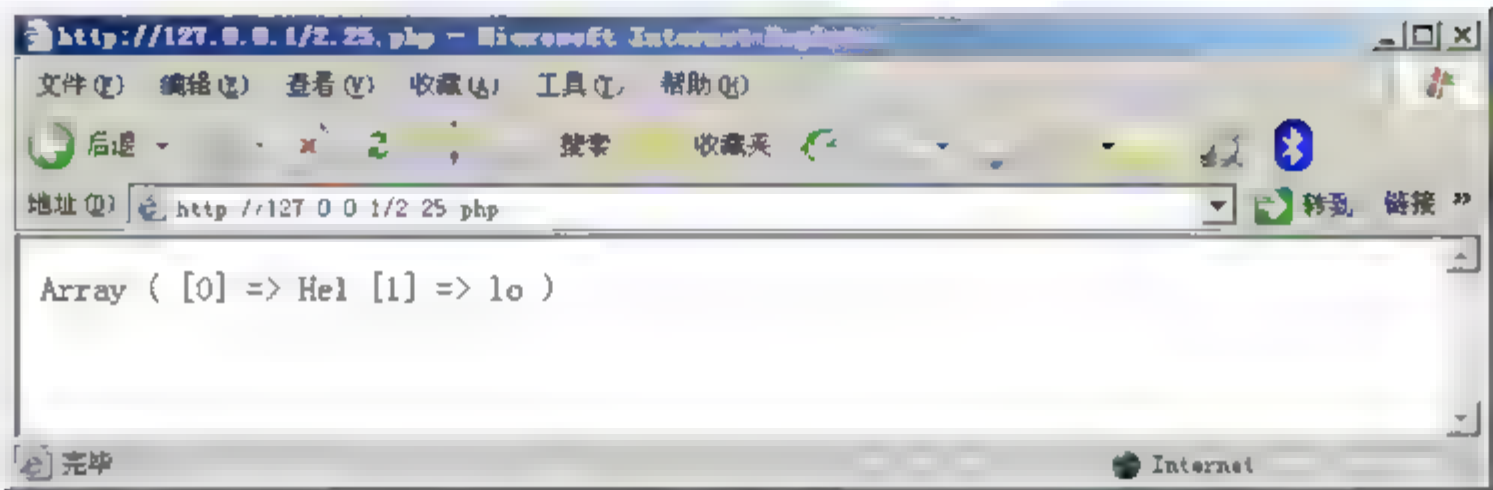 http://127.0.0.1/2.25.php - Microsoft Internet
文件(F) 编辑(E) 查看(V) 收藏(A) 工具(T) 帮助(H)
后退 搜索 收藏夹
地址(D) http //127 0 0 1/2 25 php 转到 链接 »
Array ( [0] => Hel [1] => lo )
完毕 Internet